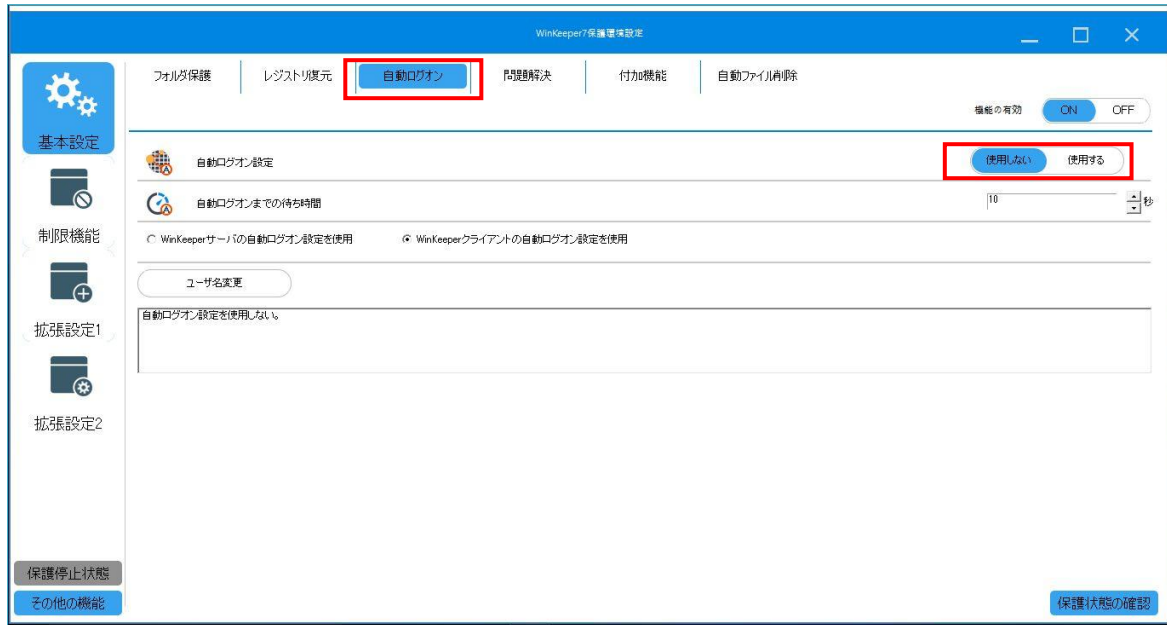 WinKeeper7保護環境設定
フォルダ保護
レジストリ復元
自動ログオン
問題解決
付加機能
自動ファイル削除
機能の有効
ON
OFF
基本設定
自動ログオン設定
使用しない
使用する
自動ログオンまでの待ち時間
10
秒
制限機能
WinKeeperサーバの自動ログオン設定を使用
WinKeeperクライアントの自動ログオン設定を使用
ユーザ名変更
自動ログオン設定を使用しない。
拡張設定1
拡張設定2
保護停止状態
その他の機能
保護状態の確認